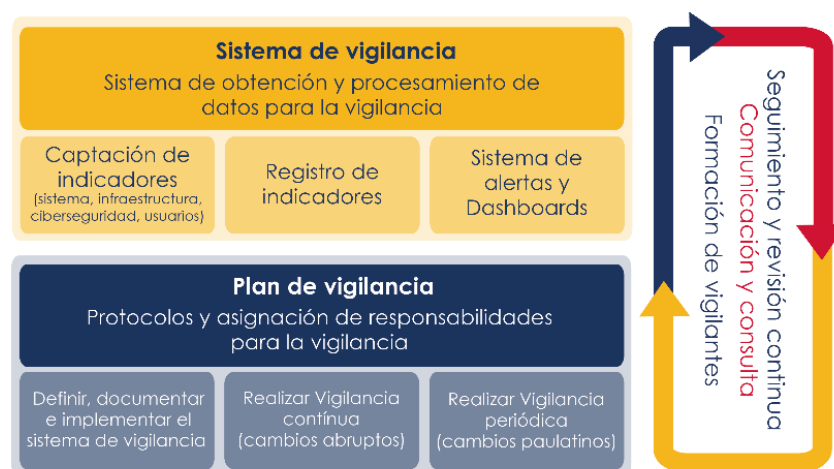 Sistema de vigilancia
Sistema de obtención y procesamiento de
datos para la vigilancia
Captación de
indicadores
(sistema, infraestructura,
ciberseguridad, usuarios)
Registro de
indicadores
Sistema de
alertas y
Dashboards
Plan de vigilancia
Protocolos y asignación de responsabilidades
para la vigilancia
Definir, documentar
e implementar el
sistema de vigilancia
Realizar Vigilancia
contínua
(cambios abruptos)
Realizar Vigilancia
periódica
(cambios paulatinos)
Seguimiento y revisión continua
Comunicación y consulta
Formación de vigilantes